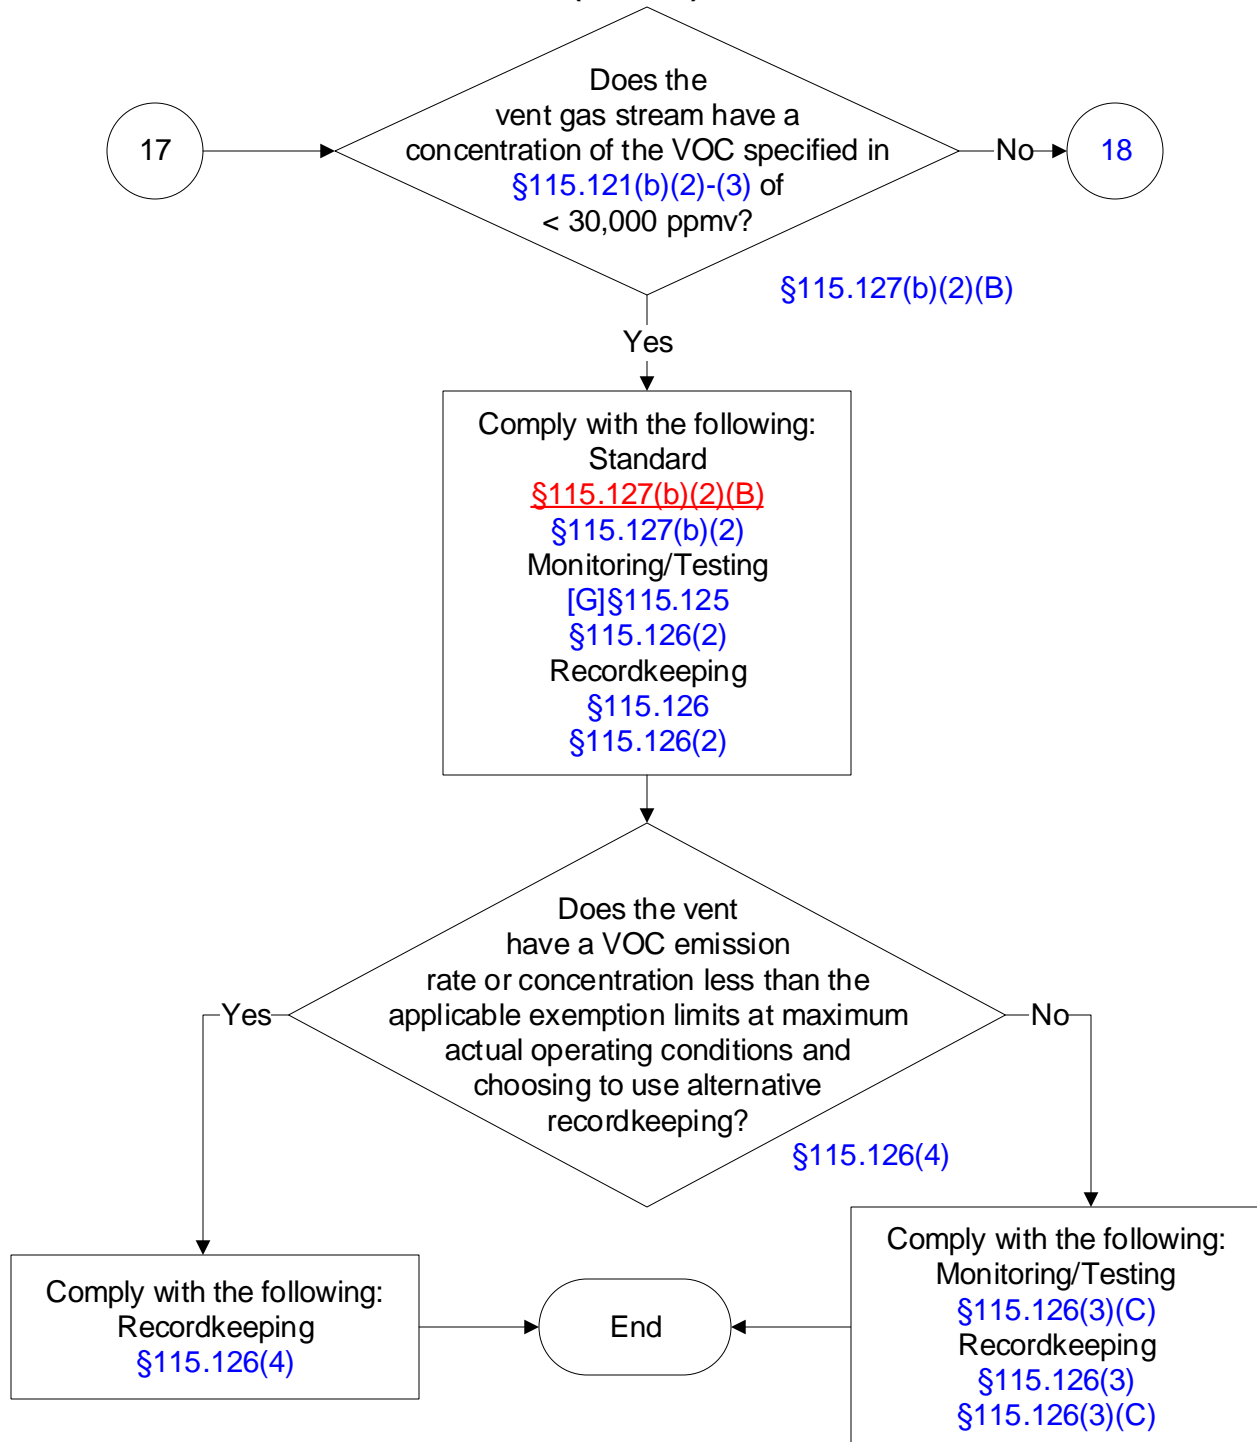 Does the
vent gas stream have a
concentration of the VOC specified in
§115.121(b)(2)-(3) of
< 30,000 ppmv?
17
No
18
§115.127(b)(2)(B)
Yes
Comply with the following:
Standard
§115.127(b)(2)(B)
§115.127(b)(2)
Monitoring/Testing
[G]§115.125
§115.126(2)
Recordkeeping
§115.126
§115.126(2)
Does the vent
have a VOC emission
rate or concentration less than the
applicable exemption limits at maximum
actual operating conditions and
choosing to use alternative
recordkeeping?
Yes
No
§115.126(4)
Comply with the following:
Recordkeeping
§115.126(4)
End
Comply with the following:
Monitoring/Testing
§115.126(3)(C)
Recordkeeping
§115.126(3)
§115.126(3)(C)